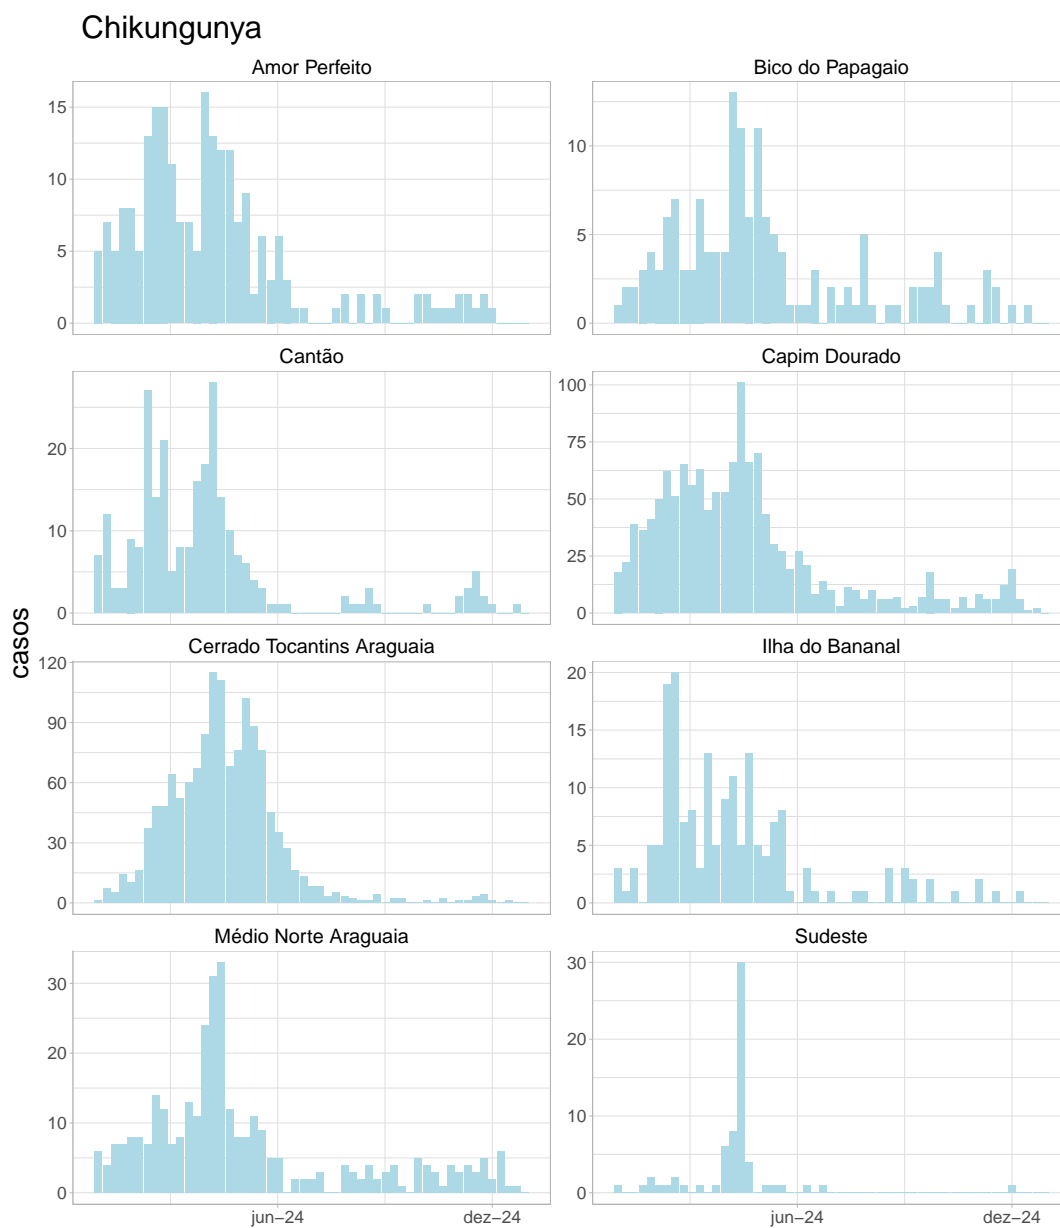 Chikungunya
Amor Perfeito
Bico do Papagaio
15
10
5
0
10
5
0
Cantão
Capim Dourado
20
10
0
100
75
50
25
0
casos
Cerrado Tocantins Araguaia
Ilha do Bananal
120
90
60
30
0
20
15
10
5
0
Médio Norte Araguaia
Sudeste
30
20
10
0
30
20
10
0
jun−24
dez−24
jun−24
dez−24